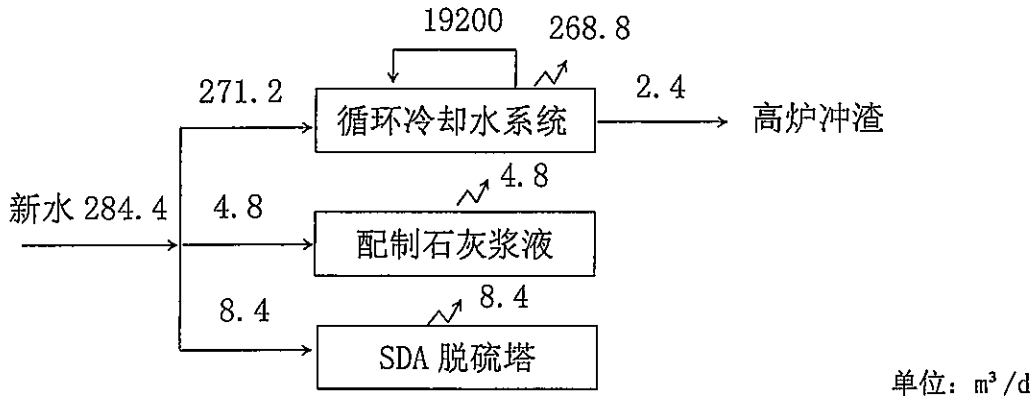 19200
268.8
271.2
循环冷却水系统
2.4
高炉冲渣
4.8
新水 284.4
4.8
配制石灰浆液
8.4
8.4
SDA 脱硫塔
单位：m³/d